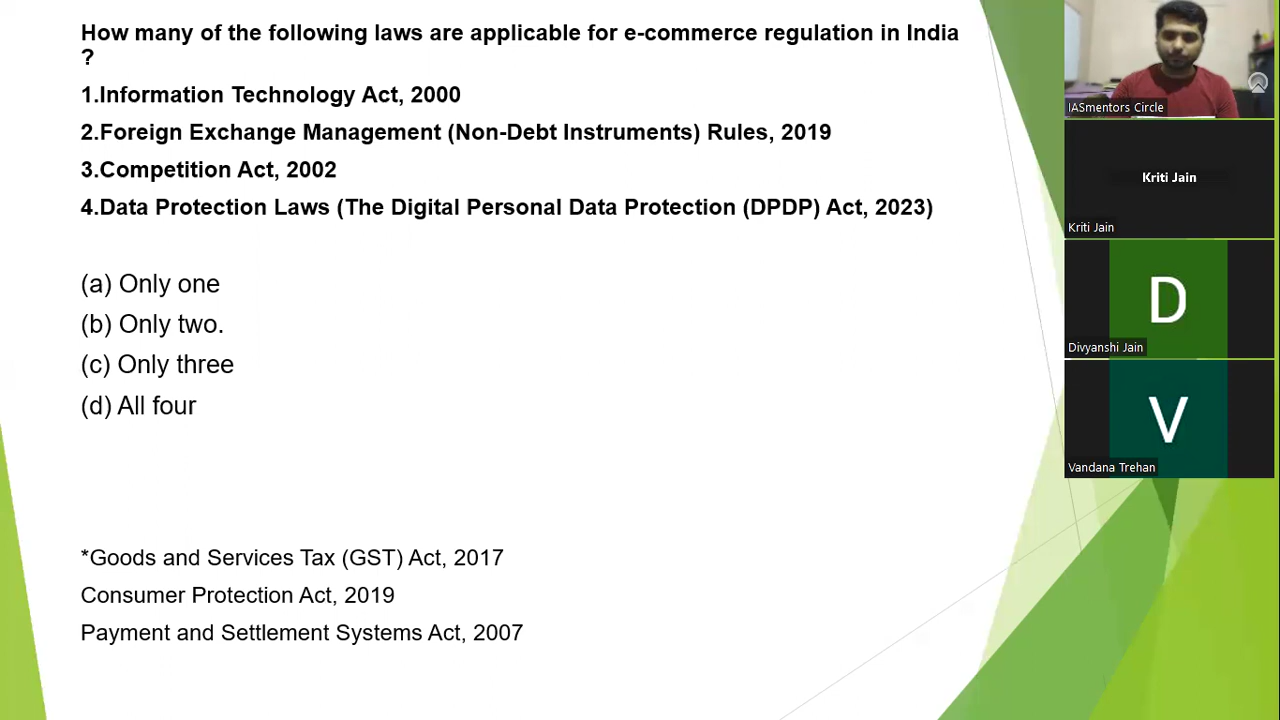 How many of the following laws are applicable for e-commerce regulation in India
?
1.Information Technology Act, 2000
2.Foreign Exchange Management (Non-Debt Instruments) Rules, 2019
3.Competition Act, 2002
4.Data Protection Laws (The Digital Personal Data Protection (DPDP) Act, 2023)
(a) Only one
(b) Only two.
(c) Only three
(d) All four
*Goods and Services Tax (GST) Act, 2017
Consumer Protection Act, 2019
Payment and Settlement Systems Act, 2007
IASmentors Circle
Kriti Jain
Kriti Jain
D
Divyanshi Jain
V
Vandana Trehan